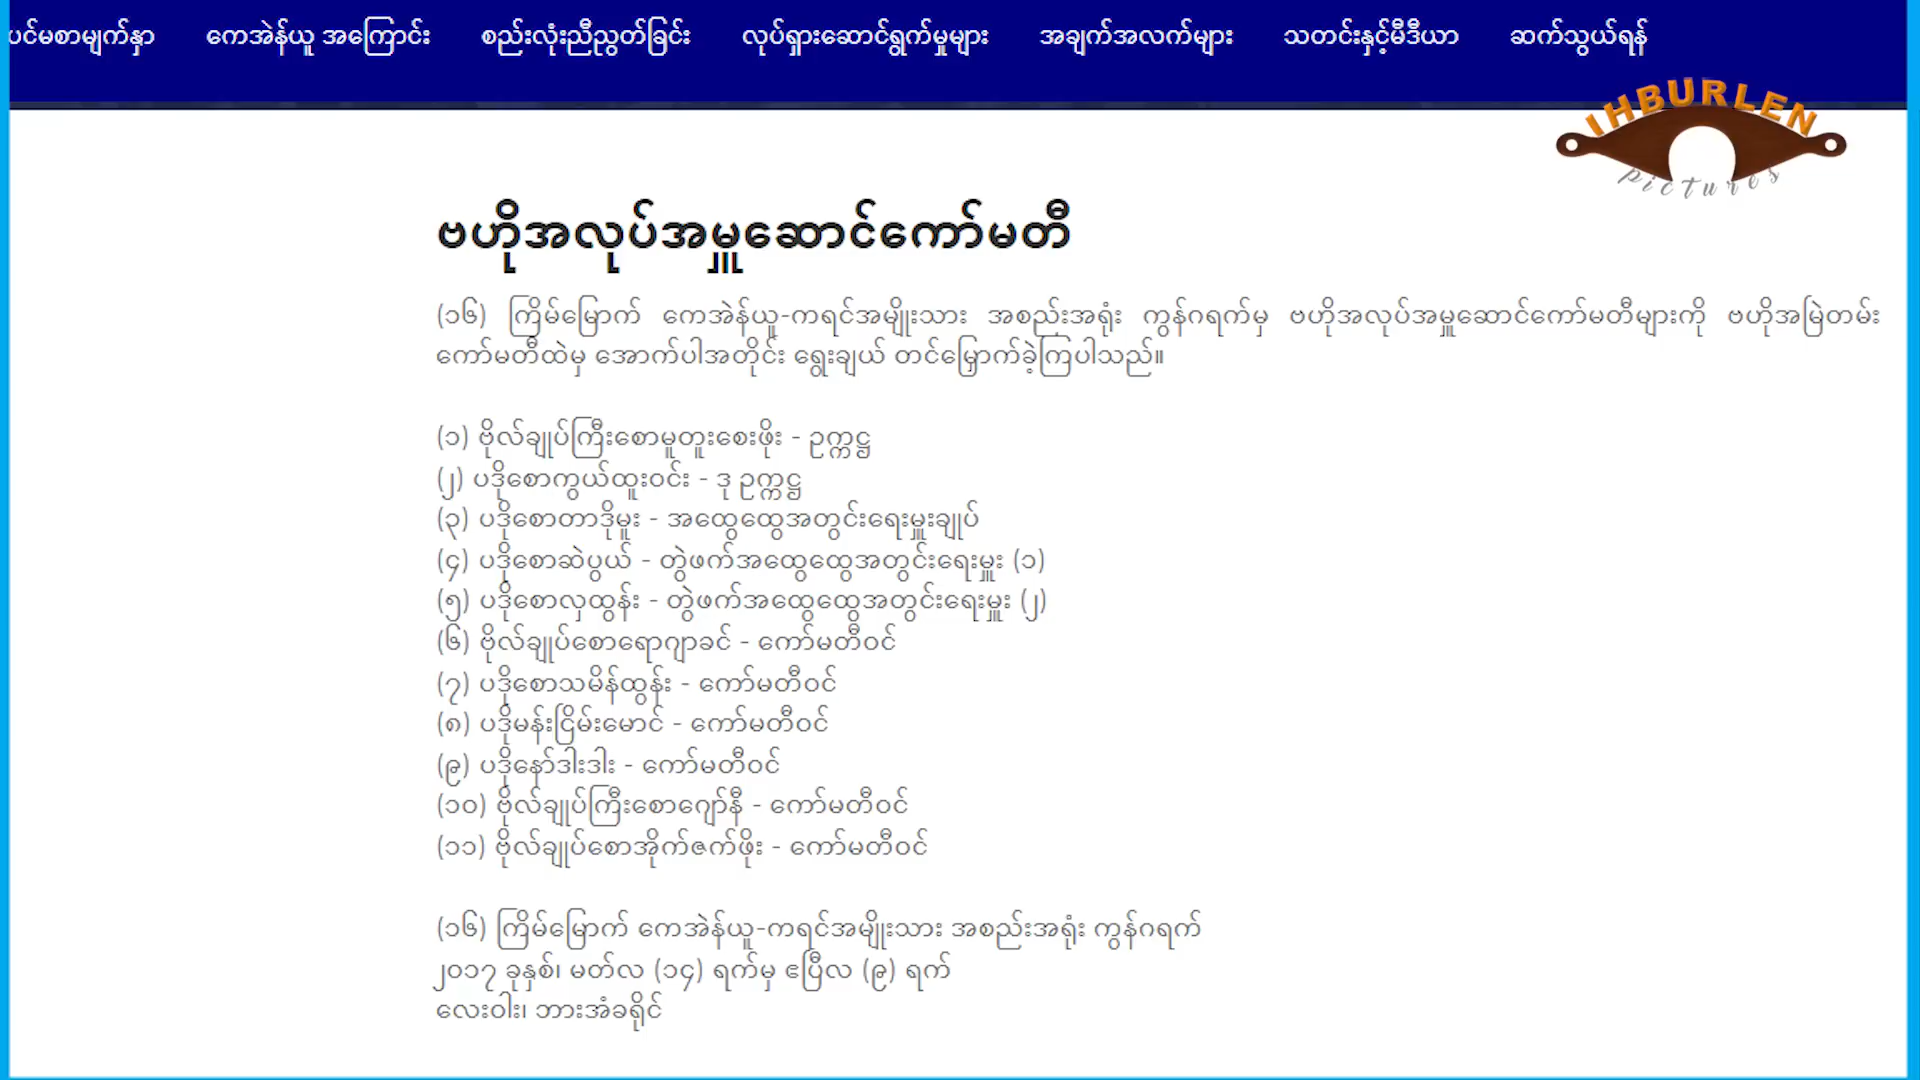 ပင်မစာမျက်နှာ ကေအဲန်ယူ အကြောင်း စည်းလုံးညီညွတ်ခြင်း လုပ်ရှားဆောင်ရွက်မှုများ အချက်အလက်များ သတင်းနှင့်မီဒီယာ ဆက်သွယ်ရန်
IHBURLEN
pictures
ဗဟိုအလုပ်အမှူဆောင်ကော်မတီ
(၁၆) ကြိမ်မြောက် ကေအဲန်ယူ-ကရင်အမျိုးသား အစည်းအရုံး ကွန်ဂရက်မှ ဗဟိုအလုပ်အမှူဆောင်ကော်မတီများကို ဗဟိုအမြဲတမ်း
ကော်မတီထဲမှ အောက်ပါအတိုင်း ရွေးချယ် တင်မြှောက်ခဲ့ကြပါသည်။
(၁) ဗိုလ်ချုပ်ကြီးစောမူတူးစေးဖိုး - ဥက္ကဋ္ဌ
(၂) ပဒိုစောကွယ်ထူးဝင်း - ဒု ဥက္ကဋ္ဌ
(၃) ပဒိုစောတာဒိုမူး - အထွေထွေအတွင်းရေးမှူးချုပ်
(၄) ပဒိုစောဆဲပွယ် - တွဲဖက်အထွေထွေအတွင်းရေးမှူး (၁)
(၅) ပဒိုစောလှထွန်း - တွဲဖက်အထွေထွေအတွင်းရေးမှူး (၂)
(၆) ဗိုလ်ချုပ်စောရောဂျာခင် - ကော်မတီဝင်
(၇) ပဒိုစောသမိန်ထွန်း - ကော်မတီဝင်
(၈) ပဒိုမန်းငြိမ်းမောင် - ကော်မတီဝင်
(၉) ပဒိုနော်ဒါးဒါး - ကော်မတီဝင်
(၁၀) ဗိုလ်ချုပ်ကြီးစောဂျော်နီ - ကော်မတီဝင်
(၁၁) ဗိုလ်ချုပ်စောအိုက်ဇက်ဖိုး - ကော်မတီဝင်
(၁၆) ကြိမ်မြောက် ကေအဲန်ယူ-ကရင်အမျိုးသား အစည်းအရုံး ကွန်ဂရက်
၂၀၁၇ ခုနှစ်၊ မတ်လ (၁၄) ရက်မှ ဧပြီလ (၉) ရက်
လေးဝါး၊ ဘားအံခရိုင်